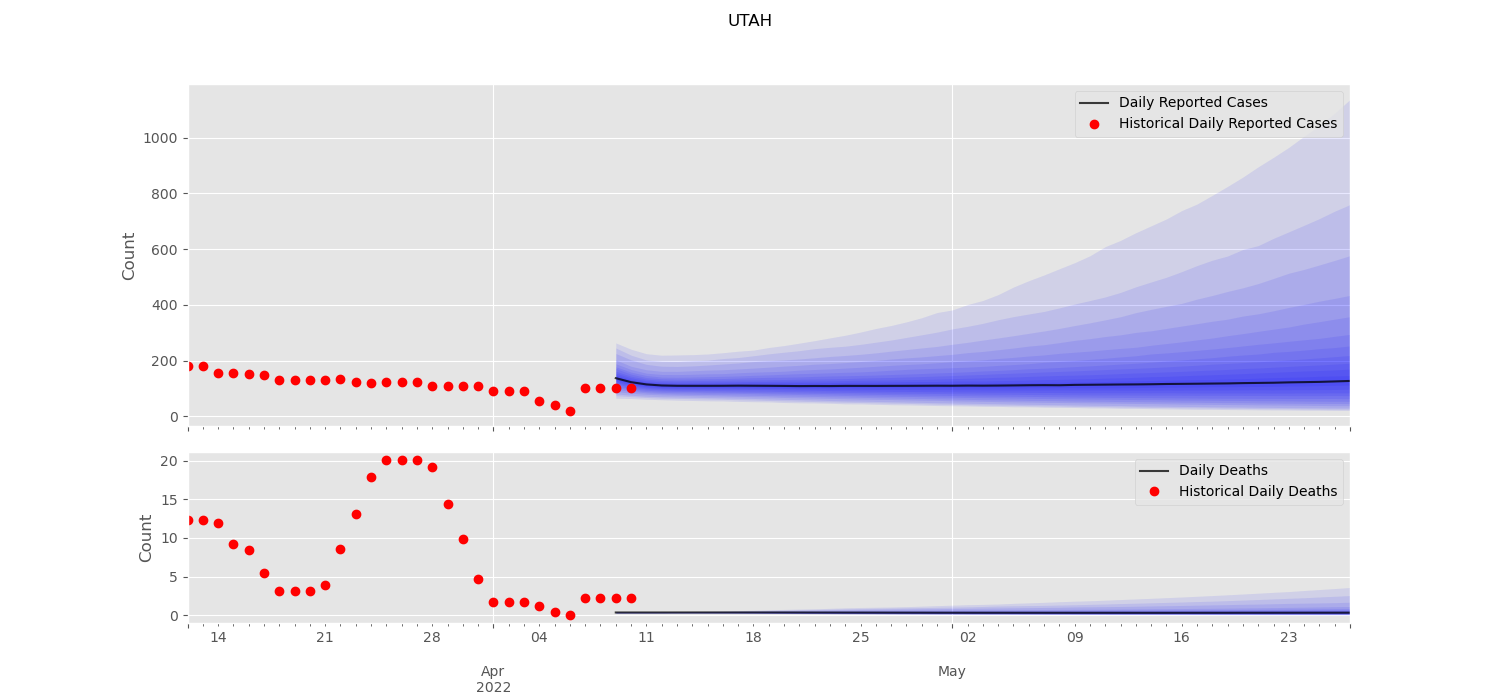 UTAH
Daily Reported Cases
Historical Daily Reported Cases
Count
1000
800
600
400
200
0
Daily Deaths
Historical Daily Deaths
Count
20
15
10
5
0
14 21 28 04 11 18 25 02 09 16 23
Apr May
2022